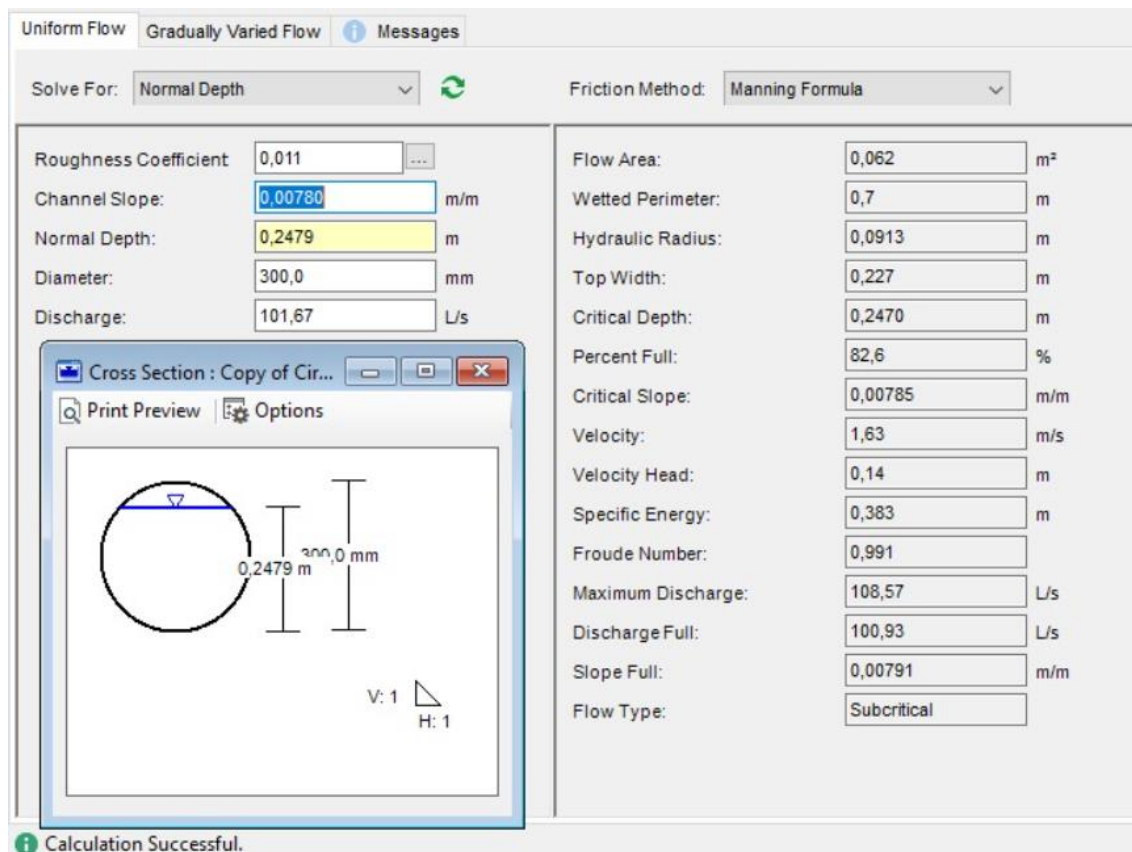 Uniform Flow Gradually Varied Flow Messages
Solve For: Normal Depth Friction Method: Manning Formula
Roughness Coefficient 0,011 ...
Channel Slope: 0,00780 m/m
Normal Depth: 0,2479 m
Diameter: 300,0 mm
Discharge: 101,67 L/s
Cross Section : Copy of Cir...
Print Preview Options
300,0 mm
0,2479 m
V: 1
H: 1
Flow Area: 0,062 m²
Wetted Perimeter: 0,7 m
Hydraulic Radius: 0,0913 m
Top Width: 0,227 m
Critical Depth: 0,2470 m
Percent Full: 82,6 %
Critical Slope: 0,00785 m/m
Velocity: 1,63 m/s
Velocity Head: 0,14 m
Specific Energy: 0,383 m
Froude Number: 0,991
Maximum Discharge: 108,57 L/s
Discharge Full: 100,93 L/s
Slope Full: 0,00791 m/m
Flow Type: Subcritical
Calculation Successful.